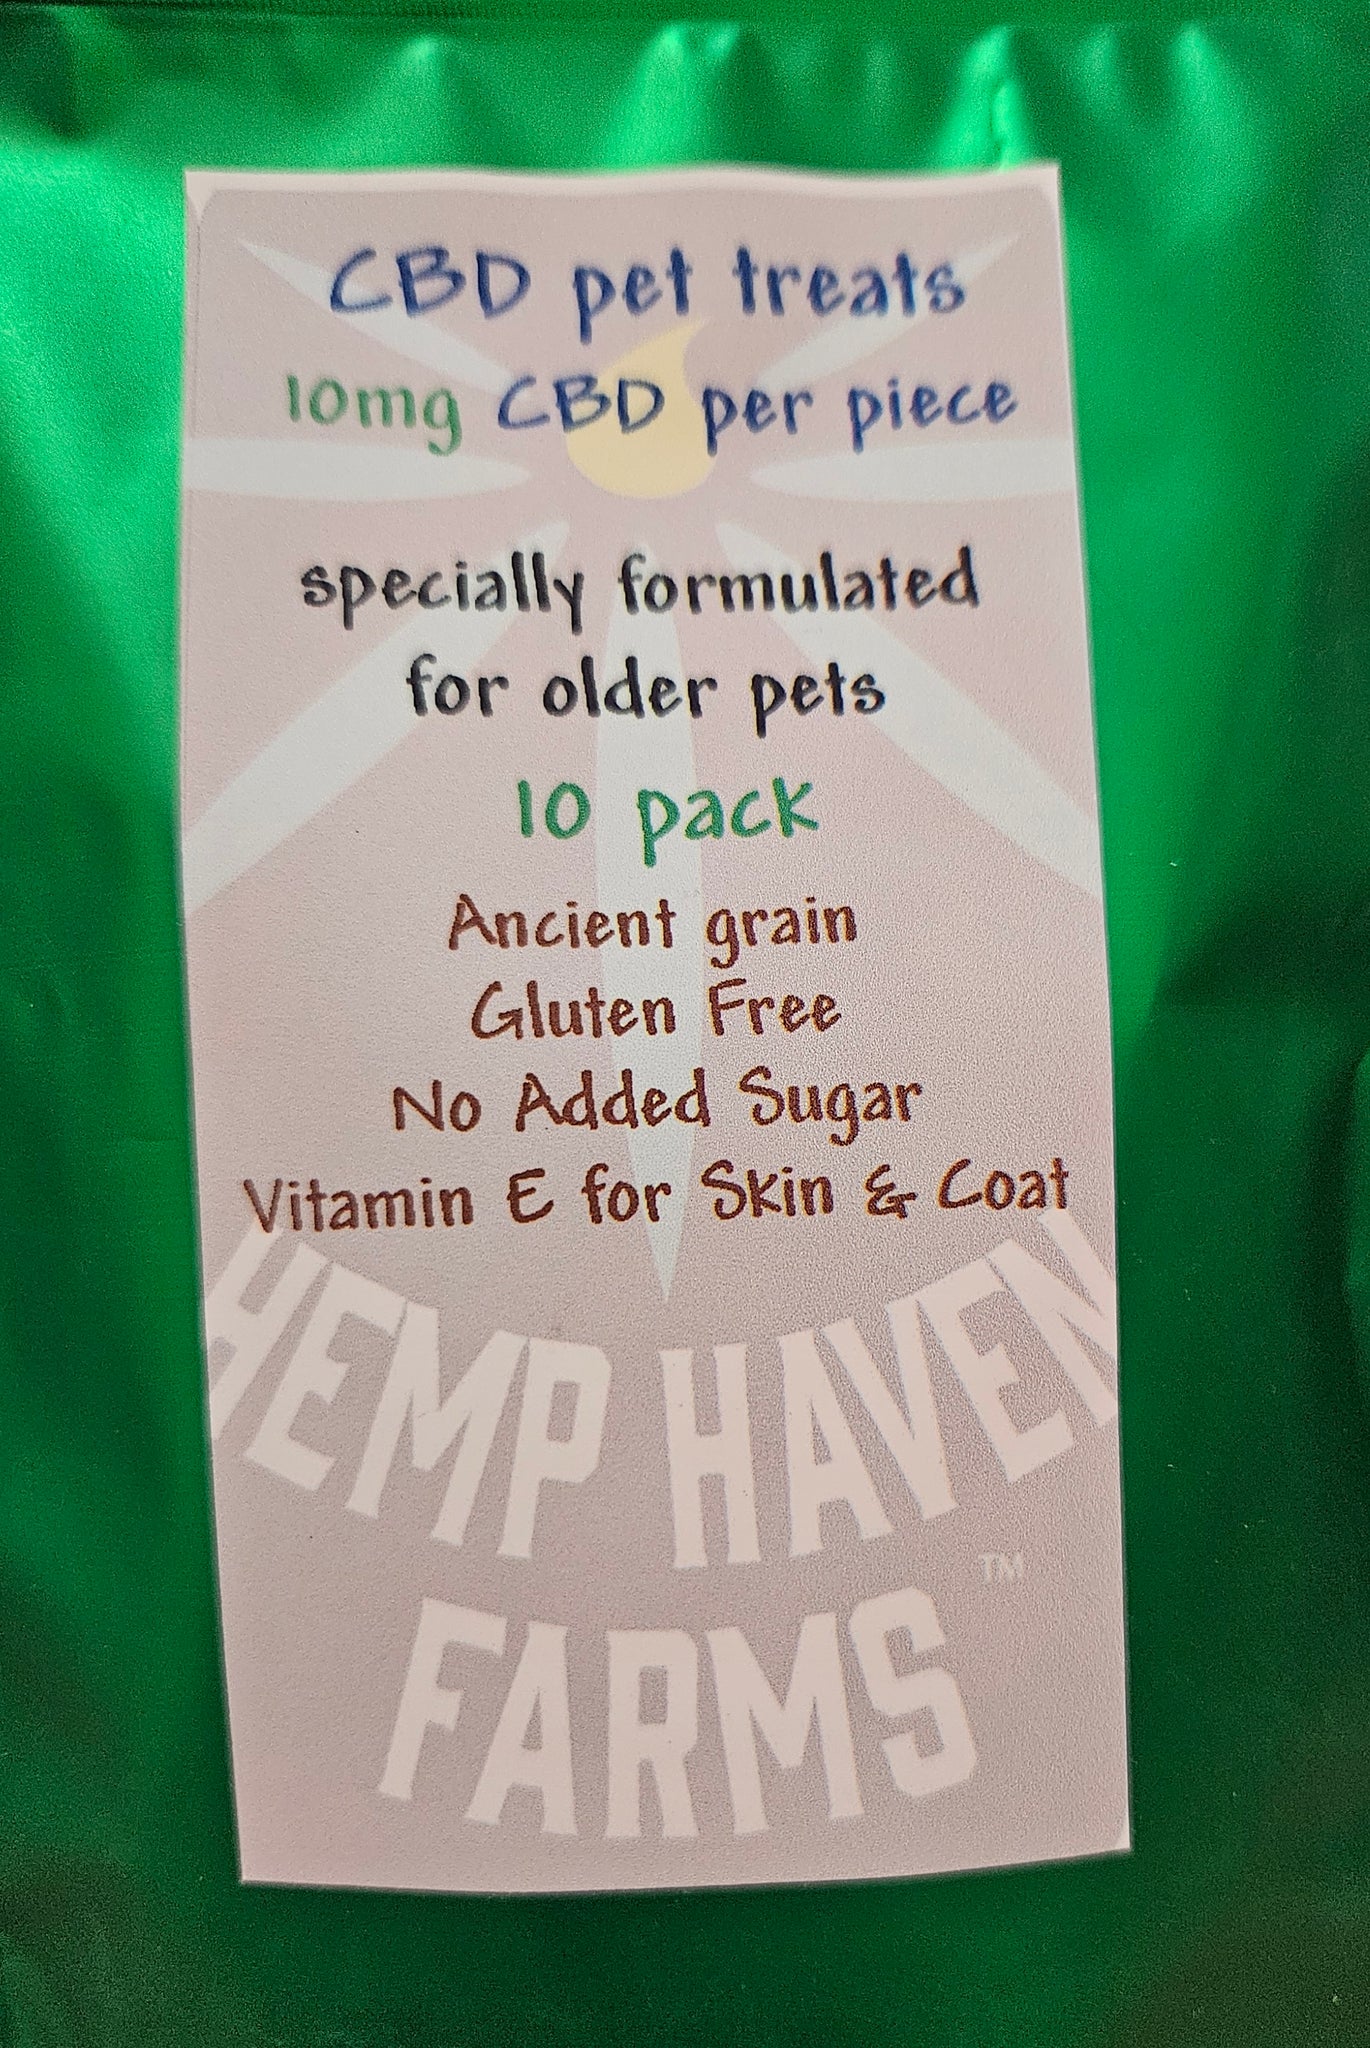 CBD pet treats
10mg CBD per piece
specially formulated
for older pets
10 pack
Ancient grain
Gluten Free
No Added Sugar
Vitamin E for Skin & Coat
HEMP HAVEN
FARMS TM